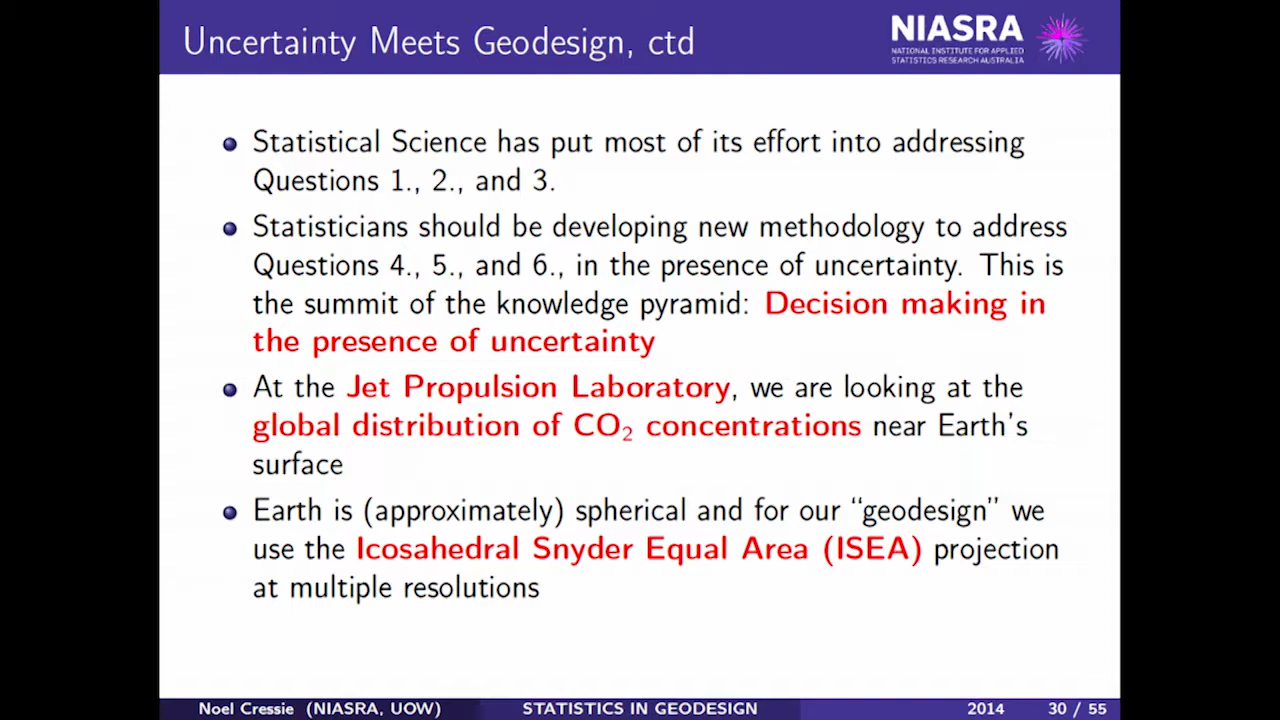 Uncertainty Meets Geodesign, ctd
NIASRA
NATIONAL INSTITUTE FOR APPLIED
STATISTICS RESEARCH AUSTRALIA
Statistical Science has put most of its effort into addressing
Questions 1., 2., and 3.
Statisticians should be developing new methodology to address
Questions 4., 5., and 6., in the presence of uncertainty. This is
the summit of the knowledge pyramid: Decision making in
the presence of uncertainty
At the Jet Propulsion Laboratory, we are looking at the
global distribution of CO₂ concentrations near Earth's
surface
Earth is (approximately) spherical and for our “geodesign” we
use the Icosahedral Snyder Equal Area (ISEA) projection
at multiple resolutions
Noel Cressie (NIASRA, UOW) STATISTICS IN GEODESIGN 2014 30 / 55